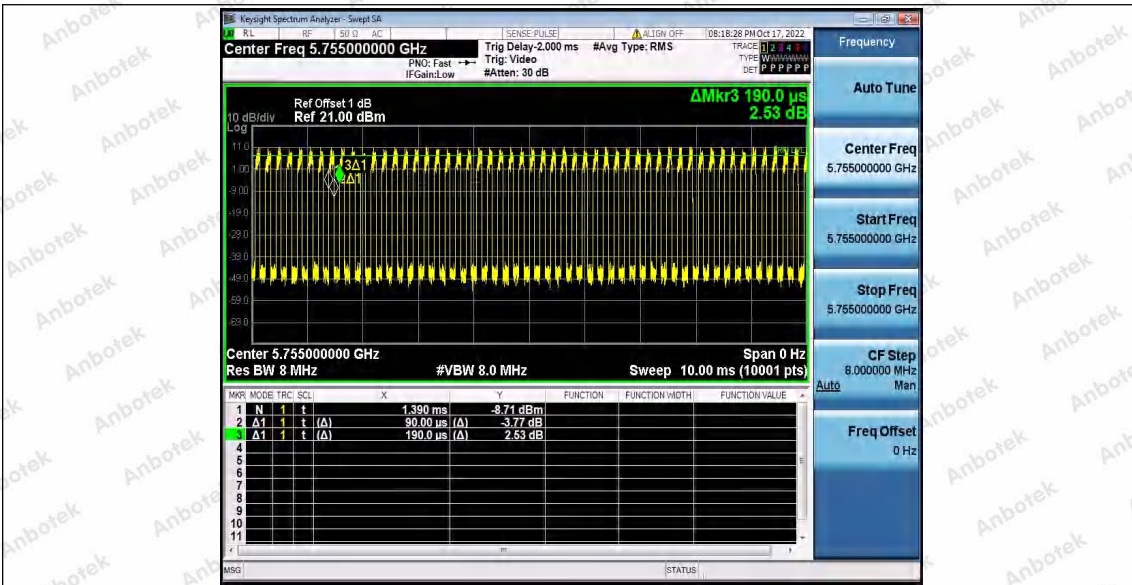 Keysight Spectrum Analyzer - Swept SA
RL RF 50 Ω AC SENSE:PULSE ALIGN OFF 08:18:28 PM Oct 17, 2022
Center Freq 5.755000000 GHz
Trig Delay-2.000 ms #Avg Type: RMS
TRACE 1 2 3 4 5 6
PNO: Fast Trig: Video
TYPE W
IFGain:Low #Atten: 30 dB
DET P P P P P P
Frequency
Auto Tune
Center Freq
5.755000000 GHz
Start Freq
5.755000000 GHz
Stop Freq
5.755000000 GHz
CF Step
8.000000 MHz
Auto Man
Freq Offset
0 Hz
ΔMkr3 190.0 µs
2.53 dB
Ref Offset 1 dB
10 dB/div Ref 21.00 dBm
Log
11.0
1.00
-9.00
-19.0
-29.0
-39.0
-49.0
-59.0
-69.0
3Δ1
2Δ1
Center 5.755000000 GHz Span 0 Hz
Res BW 8 MHz #VBW 8.0 MHz Sweep 10.00 ms (10001 pts)
MKR MODE TRC SCL X Y FUNCTION FUNCTION WIDTH FUNCTION VALUE
1 N 1 t 1.390 ms -8.71 dBm
2 Δ1 1 t (Δ) 90.00 µs (Δ) -3.77 dB
3 Δ1 1 t (Δ) 190.0 µs (Δ) 2.53 dB
4
5
6
7
8
9
10
11
MSG STATUS
Anbotek